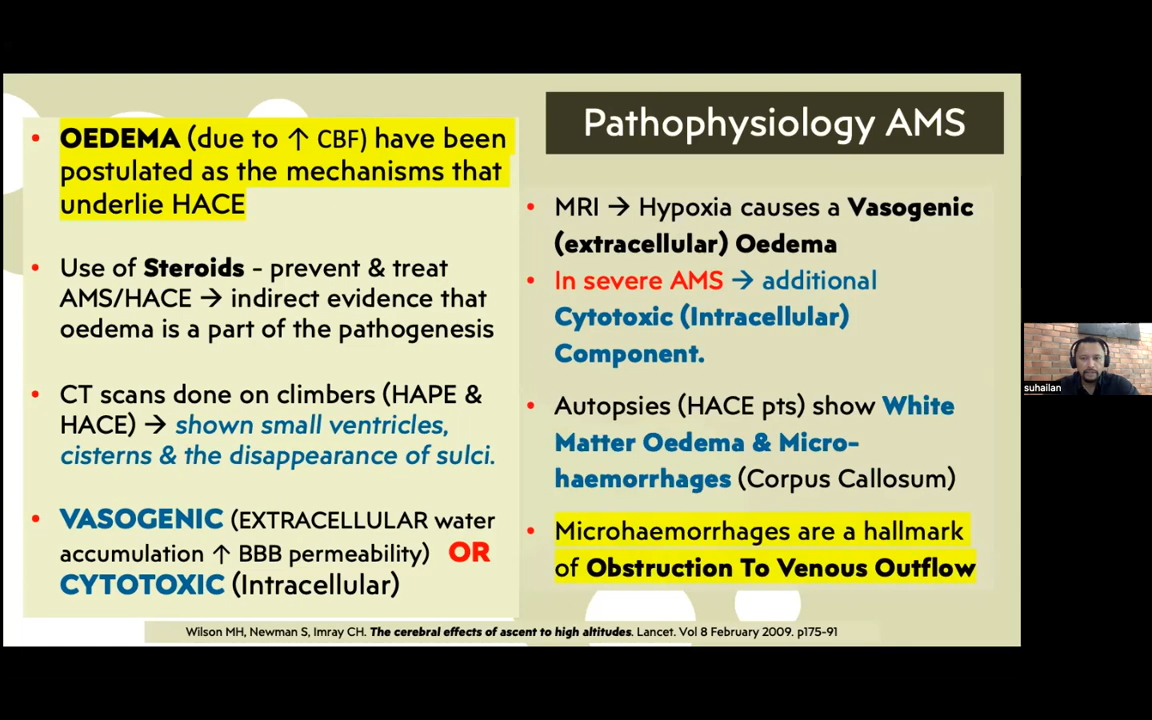 Pathophysiology AMS
• OEDEMA (due to ↑ CBF) have been
postulated as the mechanisms that
underlie HACE
• Use of Steroids - prevent & treat
AMS/HACE → indirect evidence that
oedema is a part of the pathogenesis
• CT scans done on climbers (HAPE &
HACE) → shown small ventricles,
cisterns & the disappearance of sulci.
• VASOGENIC (EXTRACELLULAR water
accumulation ↑ BBB permeability) OR
CYTOTOXIC (Intracellular)
• MRI → Hypoxia causes a Vasogenic
(extracellular) Oedema
• In severe AMS → additional
Cytotoxic (Intracellular)
Component.
• Autopsies (HACE pts) show White
Matter Oedema & Micro-
haemorrhages (Corpus Callosum)
• Microhaemorrhages are a hallmark
of Obstruction To Venous Outflow
Wilson MH, Newman S, Imray CH. The cerebral effects of ascent to high altitudes. Lancet. Vol 8 February 2009. p175-91
suhailan